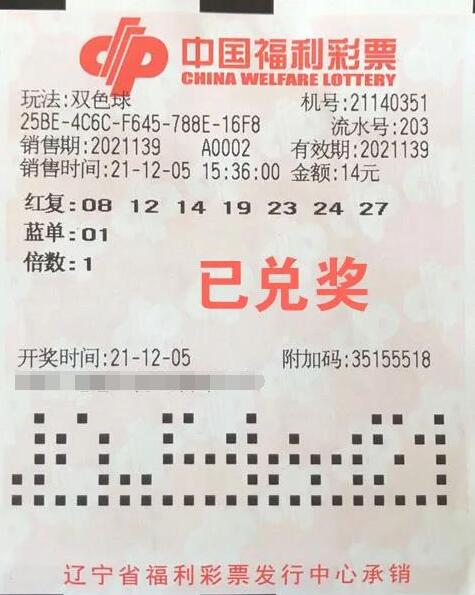 中国福利彩票
CHINA WELFARE LOTTERY
玩法:双色球 机号:21140351
25BE-4C6C-F645-788E-16F8 流水号:203
销售期:2021139 A0002 有效期:2021139
销售时间:21-12-05 15:36:00 金额:14元
红复:08 12 14 19 23 24 27
蓝单:01
倍数:1
已兑奖
开奖时间:21-12-05 附加码:35155518
辽宁省福利彩票发行中心承销